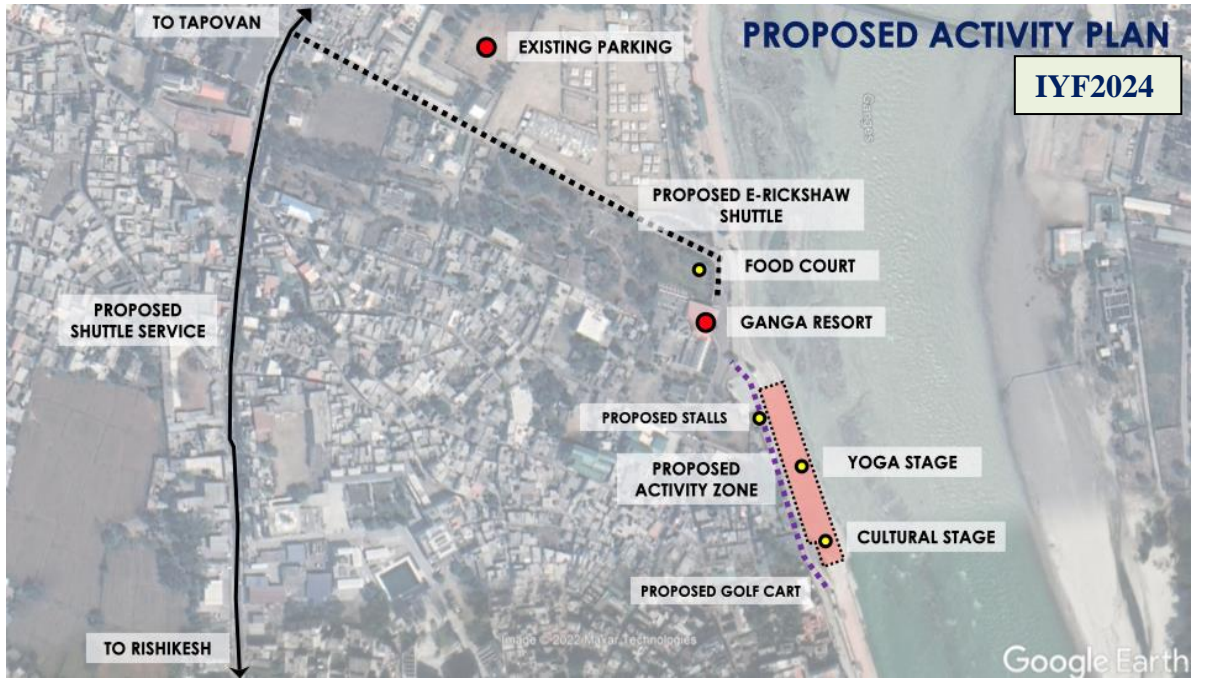 TO TAPOVAN
EXISTING PARKING
PROPOSED ACTIVITY PLAN
IYF2024
Ganges
PROPOSED E-RICKSHAW
SHUTTLE
FOOD COURT
PROPOSED
SHUTTLE SERVICE
GANGA RESORT
PROPOSED STALLS
PROPOSED
ACTIVITY ZONE
YOGA STAGE
CULTURAL STAGE
PROPOSED GOLF CART
TO RISHIKESH
Image © 2022 Maxar Technologies
Google Earth